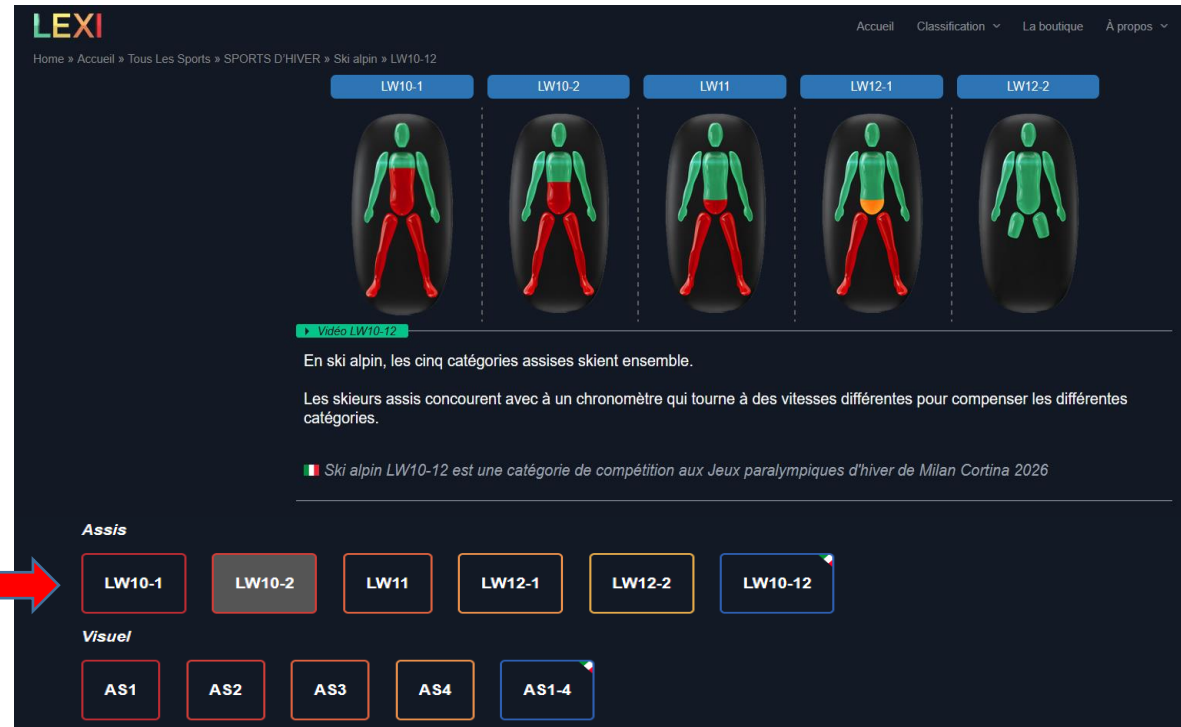 LEXI
Accueil Classification La boutique À propos
Home » Accueil » Tous Les Sports » SPORTS D'HIVER » Ski alpin » LW10-12
LW10-1 LW10-2 LW11 LW12-1 LW12-2
Vidéo LW10-12
En ski alpin, les cinq catégories assises skient ensemble.
Les skieurs assis concourent avec à un chronomètre qui tourne à des vitesses différentes pour compenser les différentes
catégories.
Ski alpin LW10-12 est une catégorie de compétition aux Jeux paralympiques d'hiver de Milan Cortina 2026
Assis
LW10-1 LW10-2 LW11 LW12-1 LW12-2 LW10-12
Visuel
AS1 AS2 AS3 AS4 AS1-4